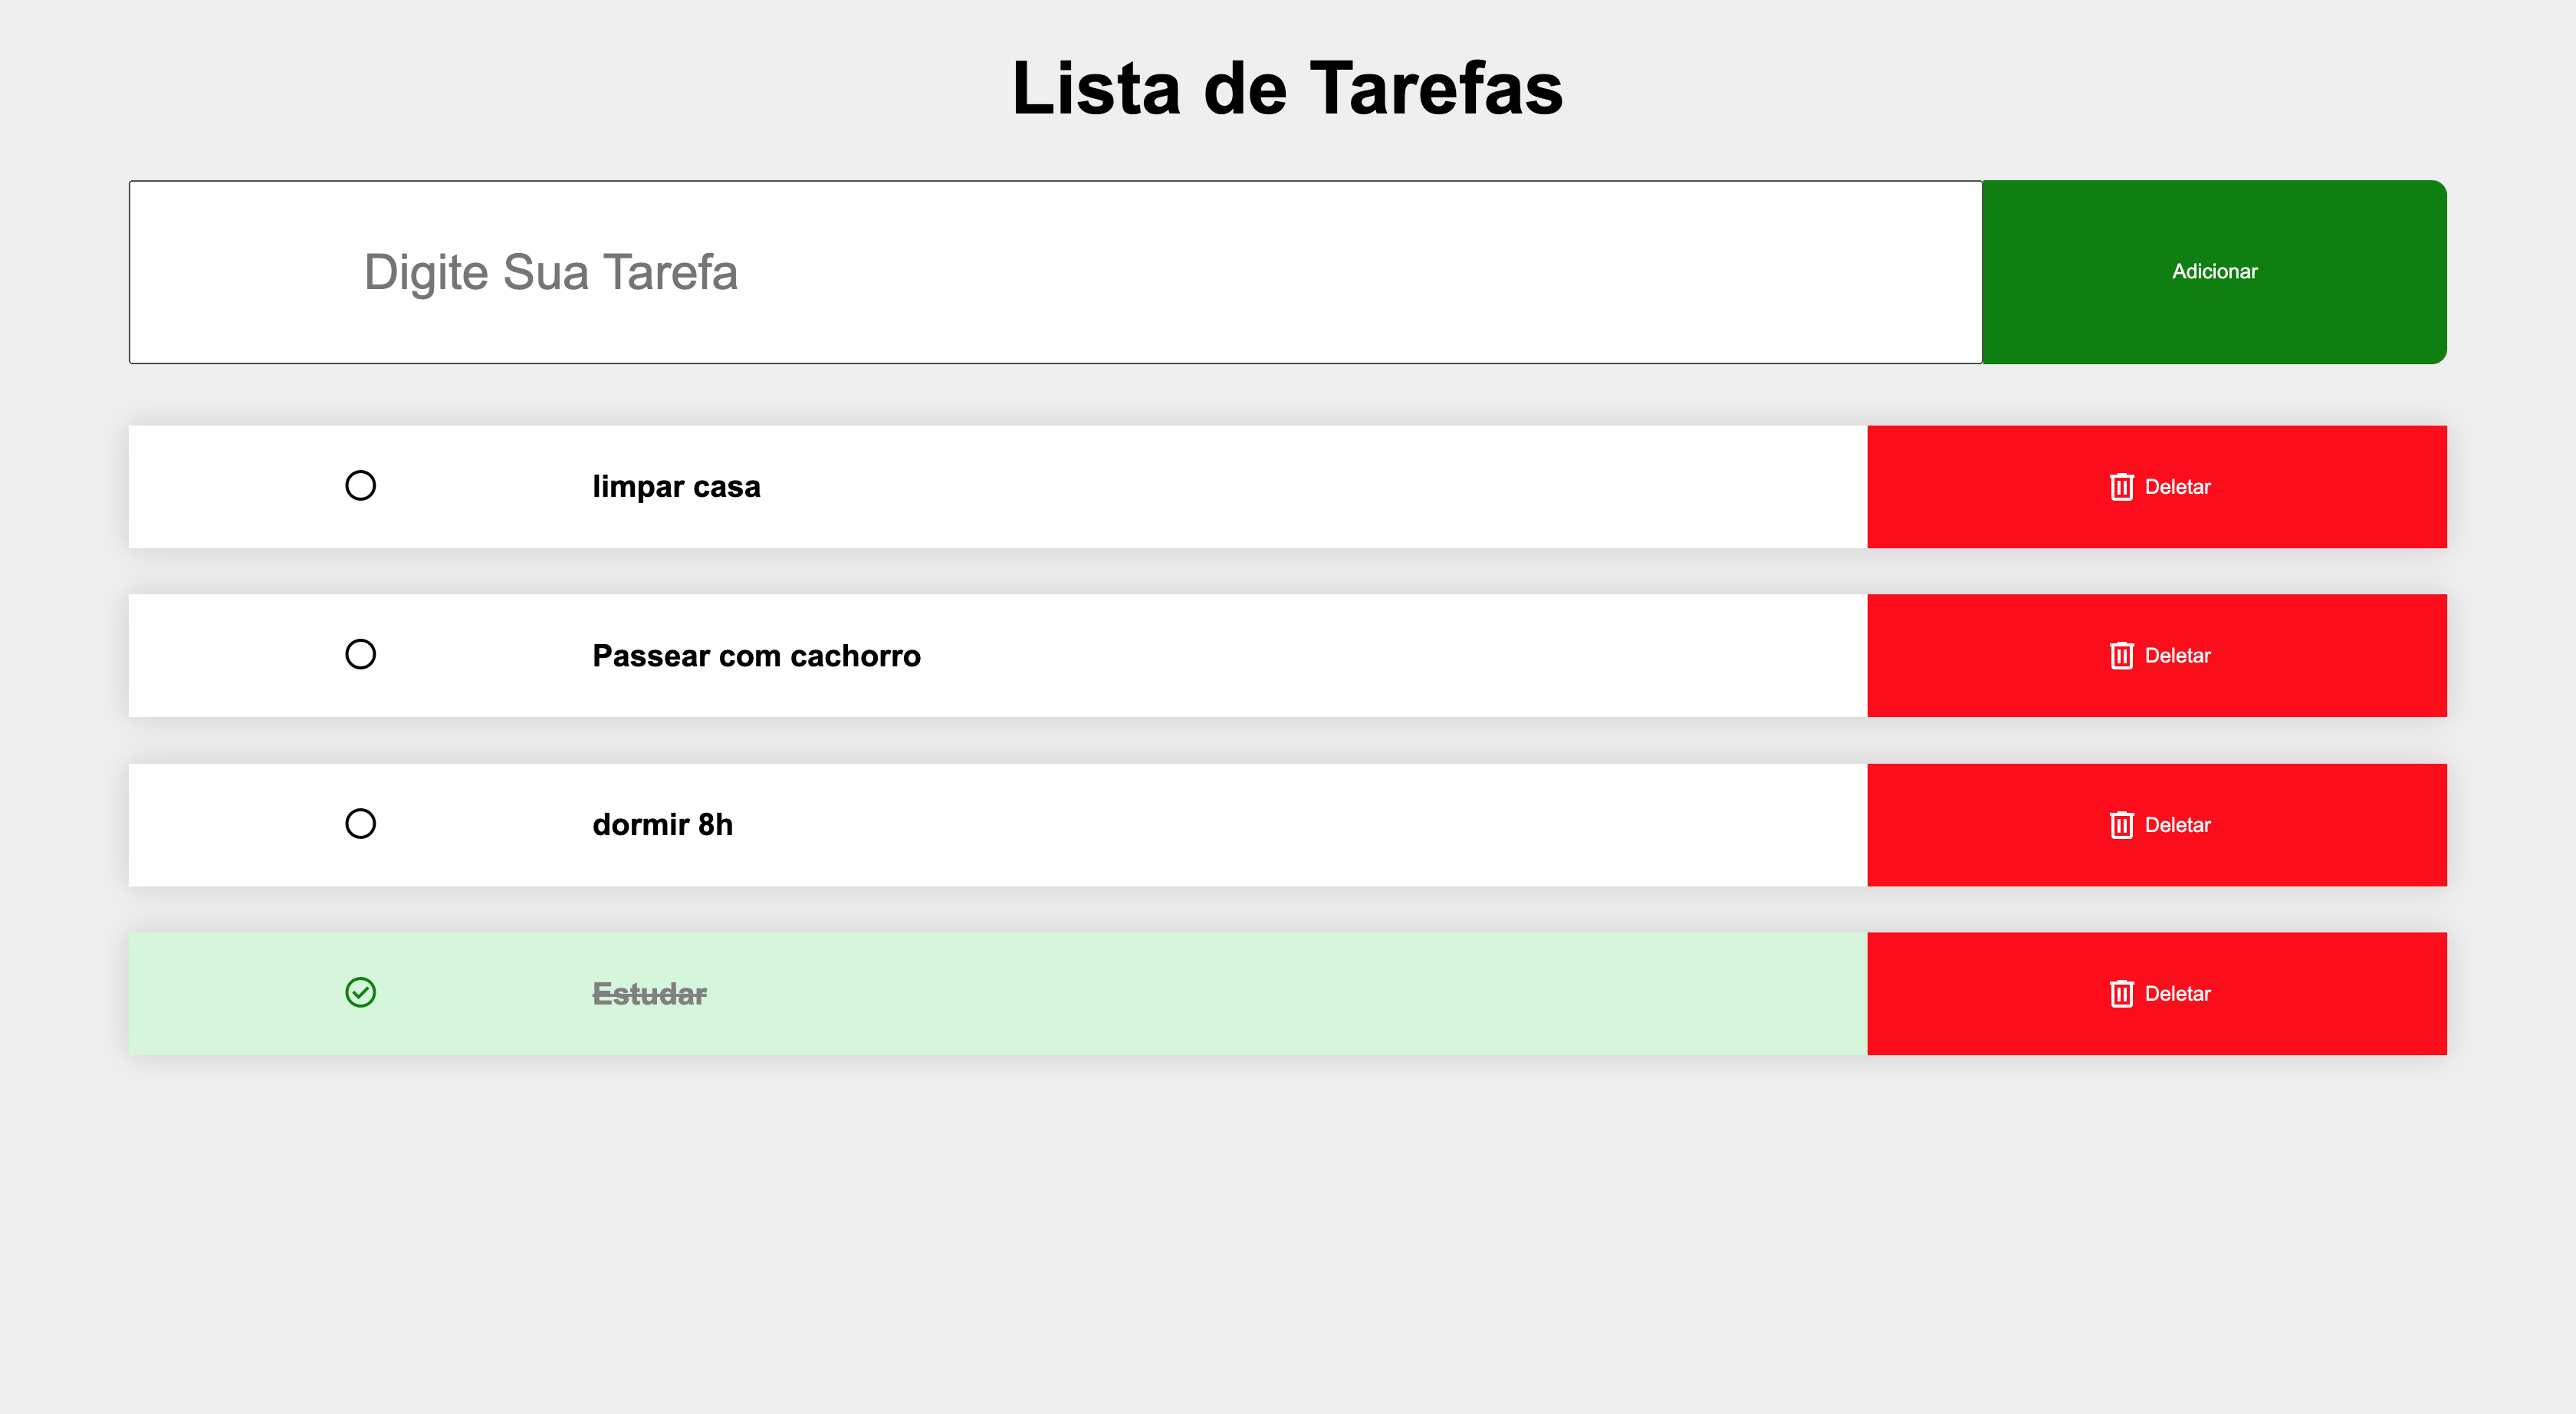 Lista de Tarefas
Digite Sua Tarefa
Adicionar
limpar casa
Deletar
Passear com cachorro
Deletar
dormir 8h
Deletar
Estudar
Deletar